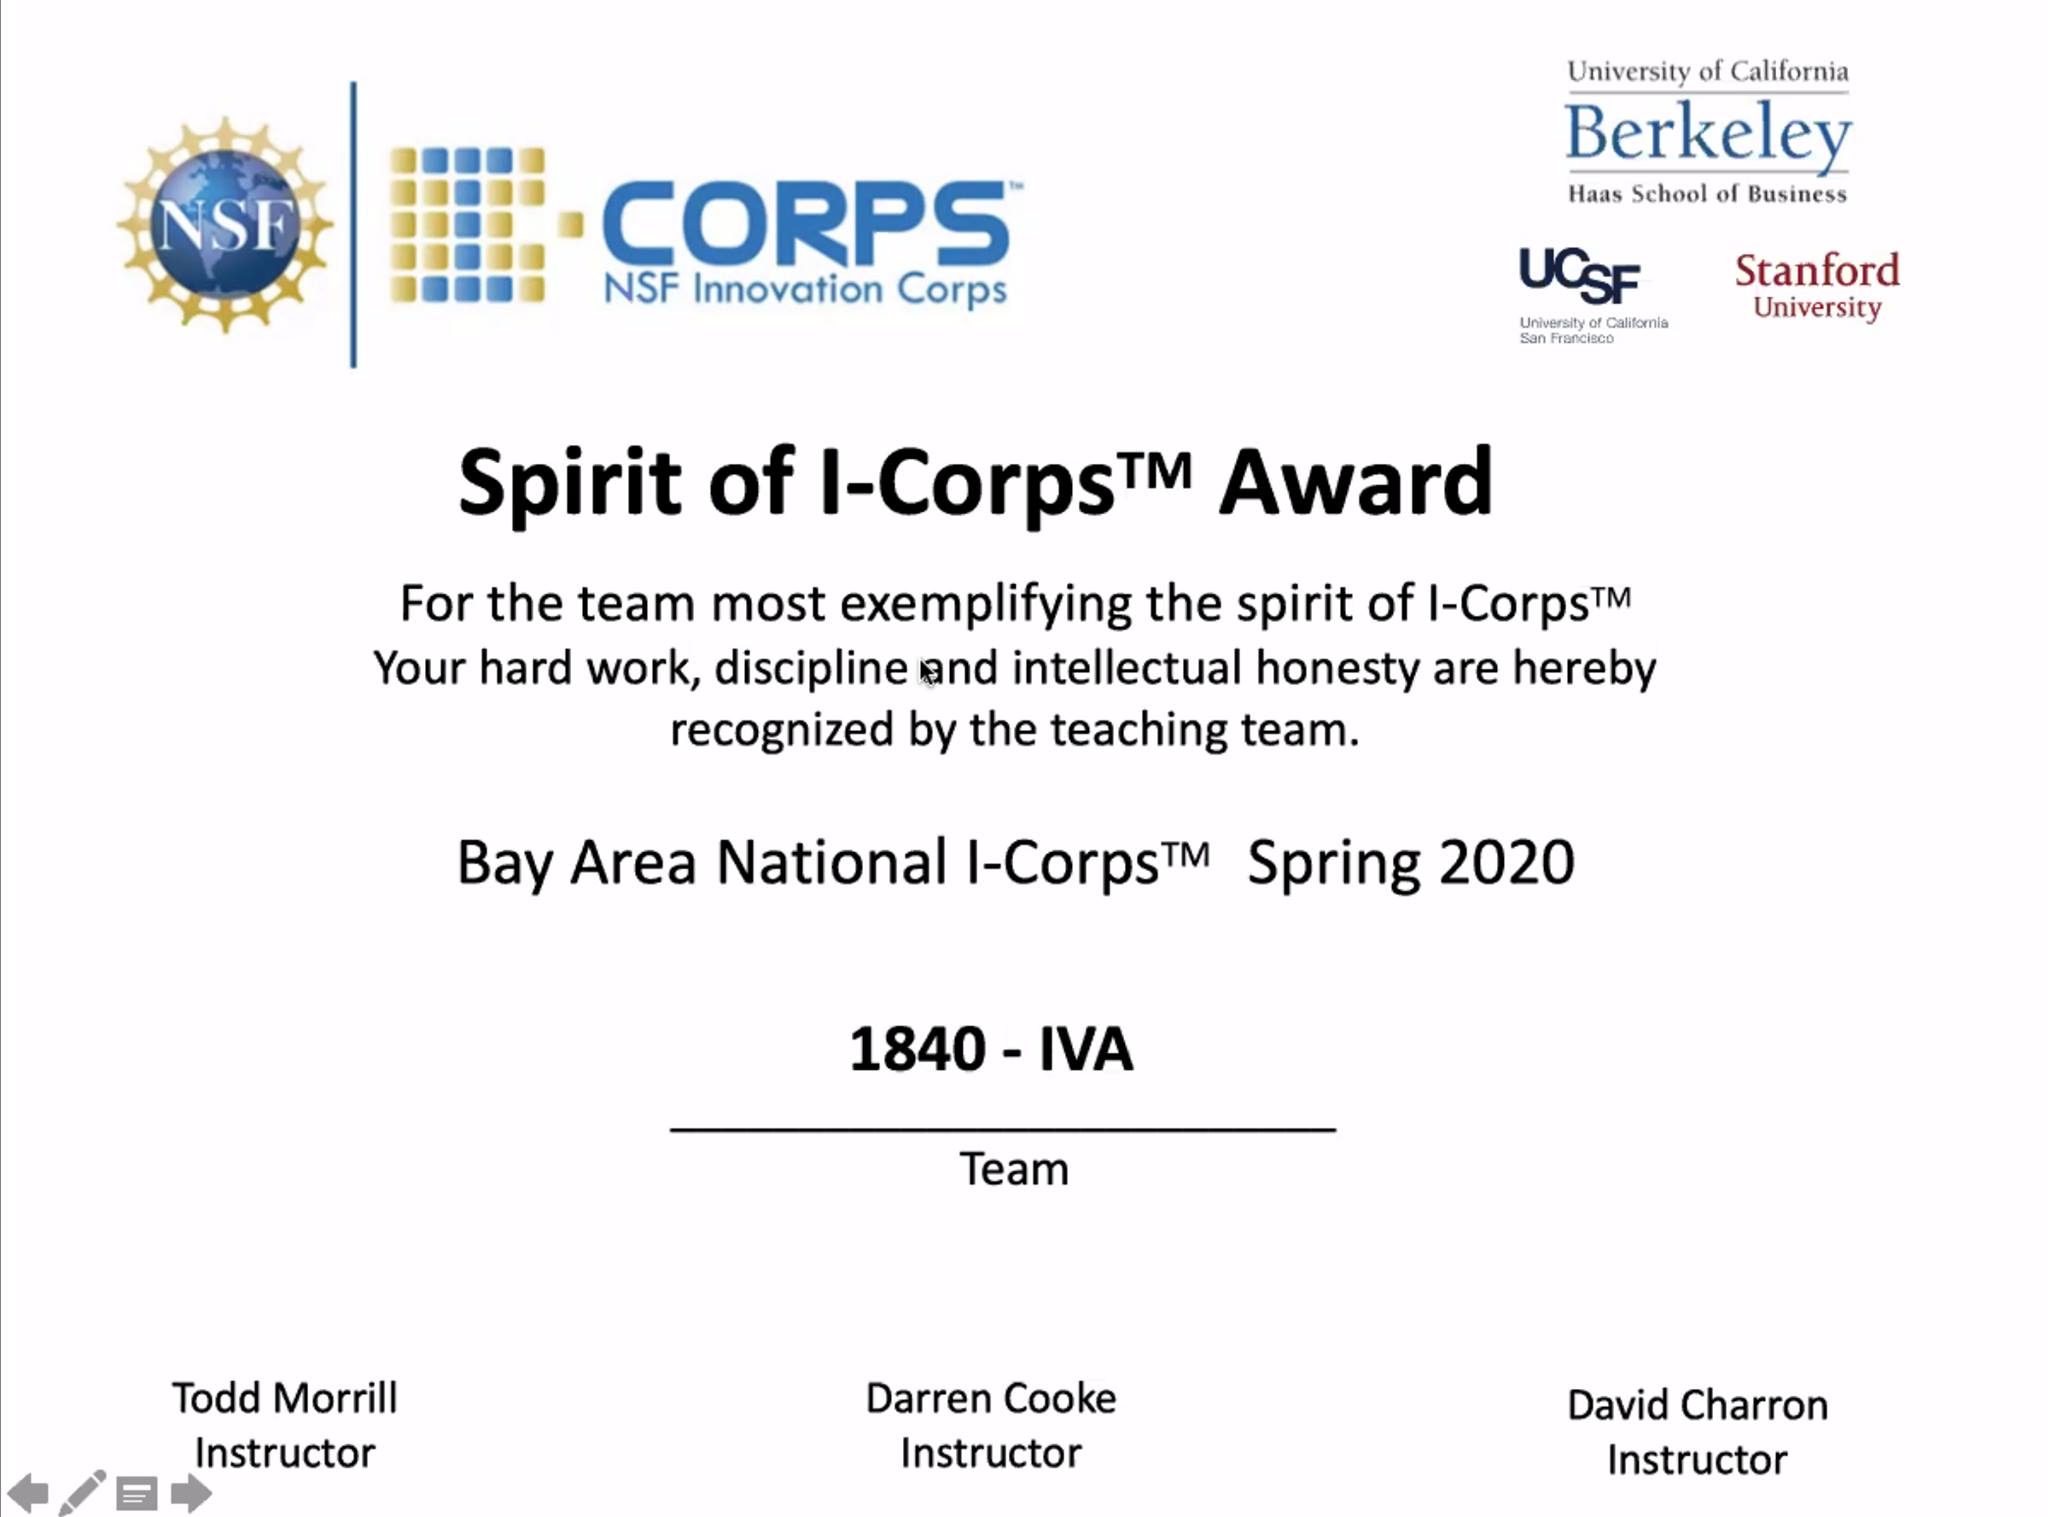 NSF
I-CORPS™
NSF Innovation Corps
University of California
Berkeley
Haas School of Business
UCSF
University of California
San Francisco
Stanford
University
Spirit of I-Corps™ Award
For the team most exemplifying the spirit of I-Corps™
Your hard work, discipline and intellectual honesty are hereby
recognized by the teaching team.
Bay Area National I-Corps™ Spring 2020
1840 - IVA
Team
Todd Morrill
Instructor
Darren Cooke
Instructor
David Charron
Instructor